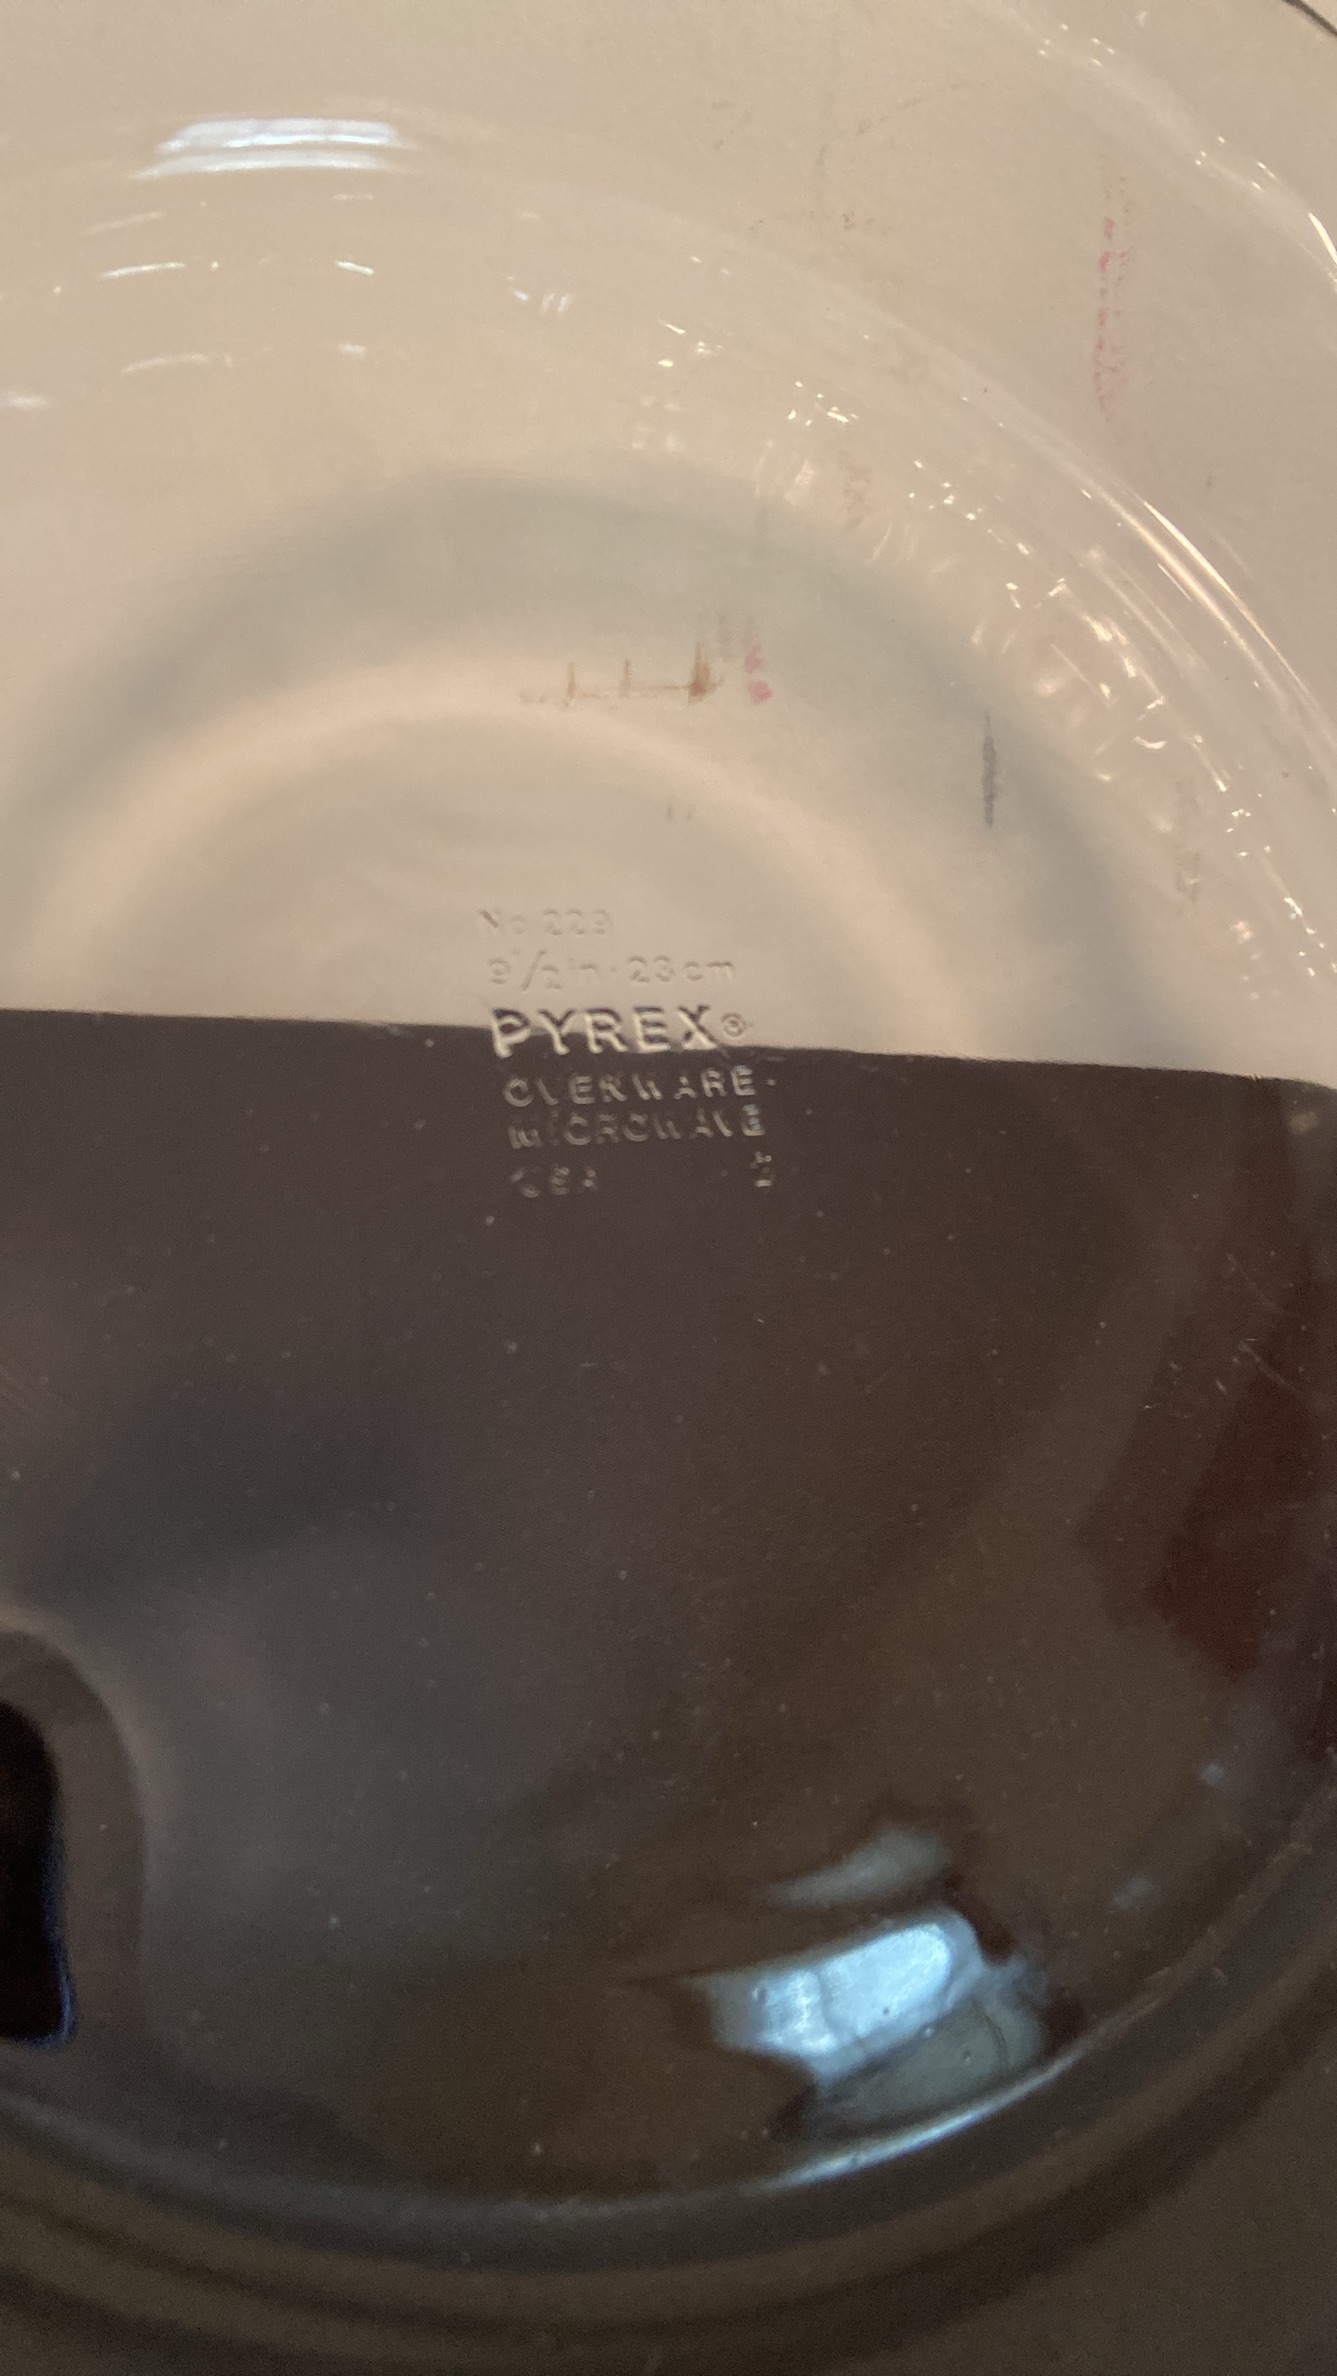 No 229
9 1/2 in · 23 cm
PYREX®
OVENWARE
MICROWAVE
USA